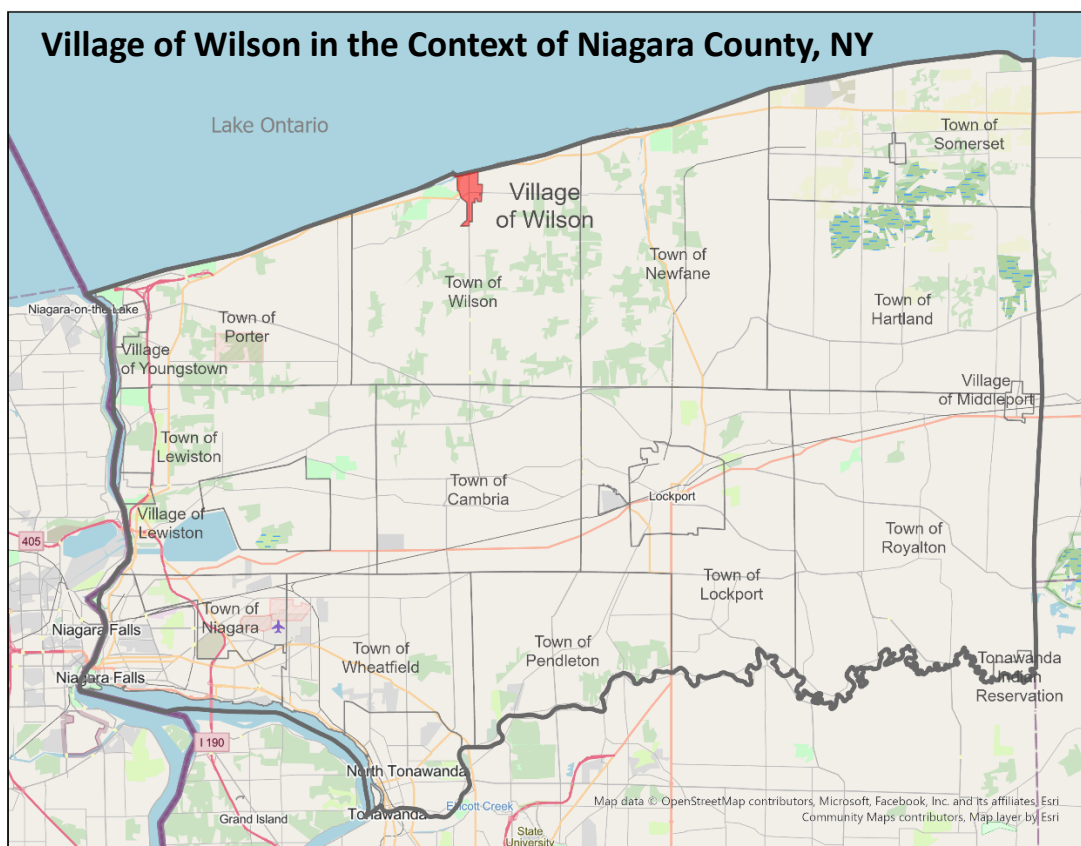 Village of Wilson in the Context of Niagara County, NY
Lake Ontario
Town of
Somerset
Village
of Wilson
Town of
Newfane
Town of
Wilson
Town of
Hartland
Niagara-on-the Lake
Town of
Porter
Village
of Youngstown
Village
of Middleport
Town of
Lewiston
Town of
Cambria
Lockport
Village of
Lewiston
405
Town of
Royalton
Town of
Lockport
Town of
Niagara
Niagara Falls
Town of
Wheatfield
Town of
Pendleton
Tonawanda
Indian
Reservation
Niagara Falls
I 190
North Tonawanda
Tonawanda
Ellicott Creek
Grand Island
State
University
Map data © OpenStreetMap contributors, Microsoft, Facebook, Inc. and its affiliates, Esri
Community Maps contributors, Map layer by Esri